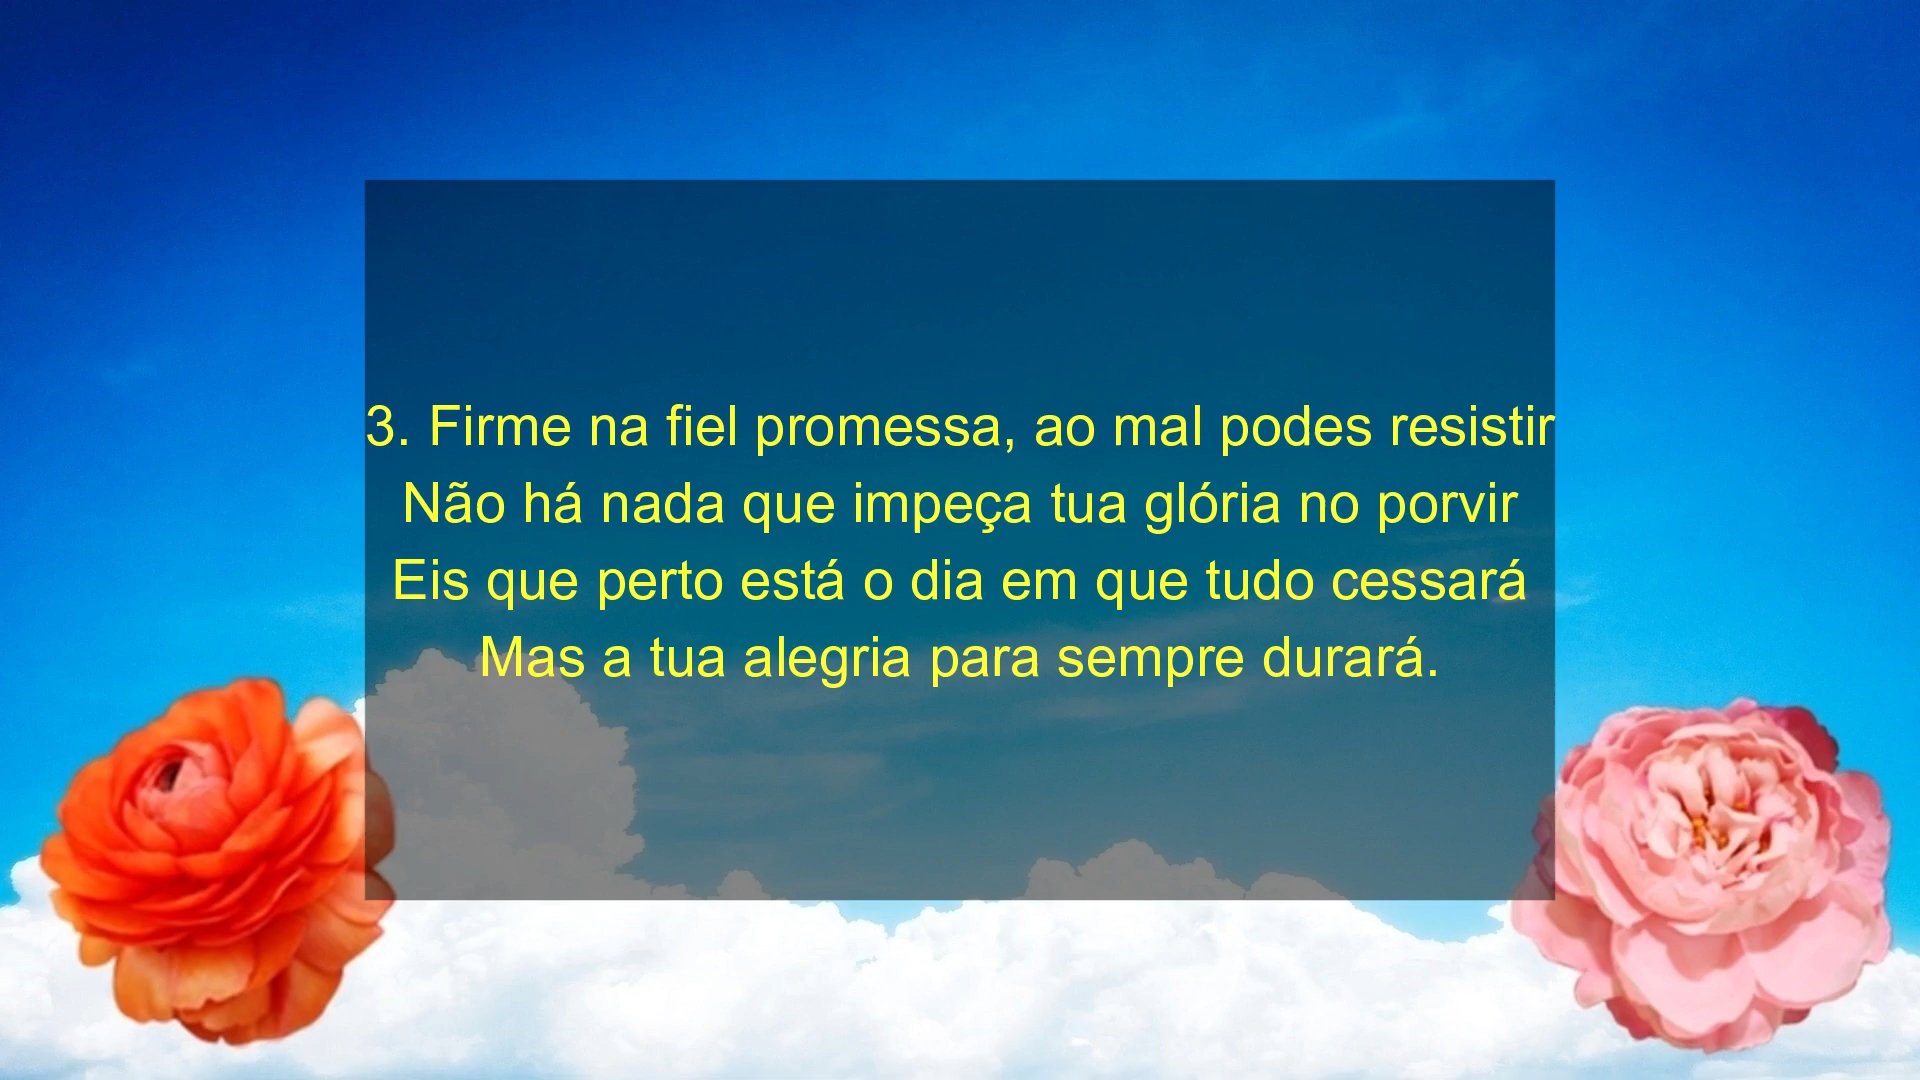 3. Firme na fiel promessa, ao mal podes resistir
Não há nada que impeça tua glória no porvir
Eis que perto está o dia em que tudo cessará
Mas a tua alegria para sempre durará.